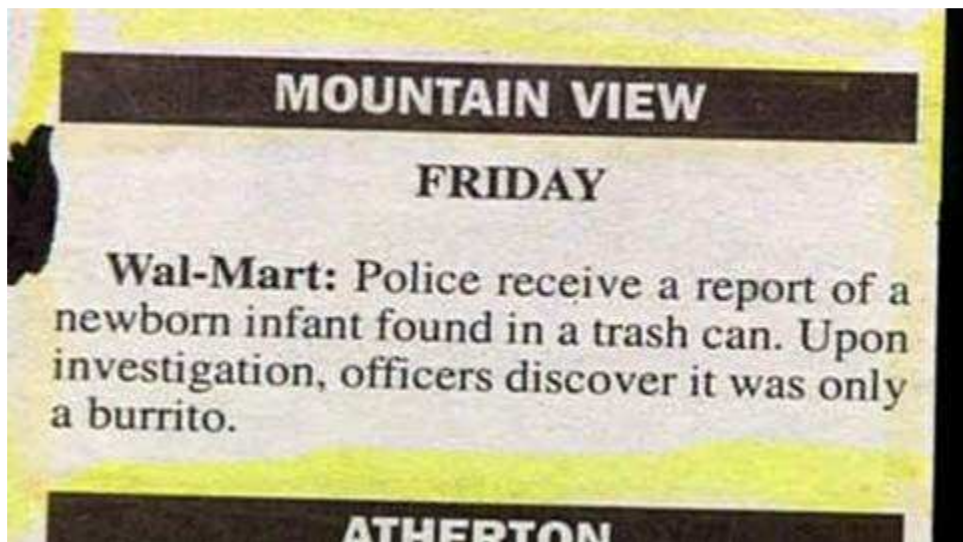 MOUNTAIN VIEW
FRIDAY
Wal-Mart: Police receive a report of a
newborn infant found in a trash can. Upon
investigation, officers discover it was only
a burrito.
ATHERTON